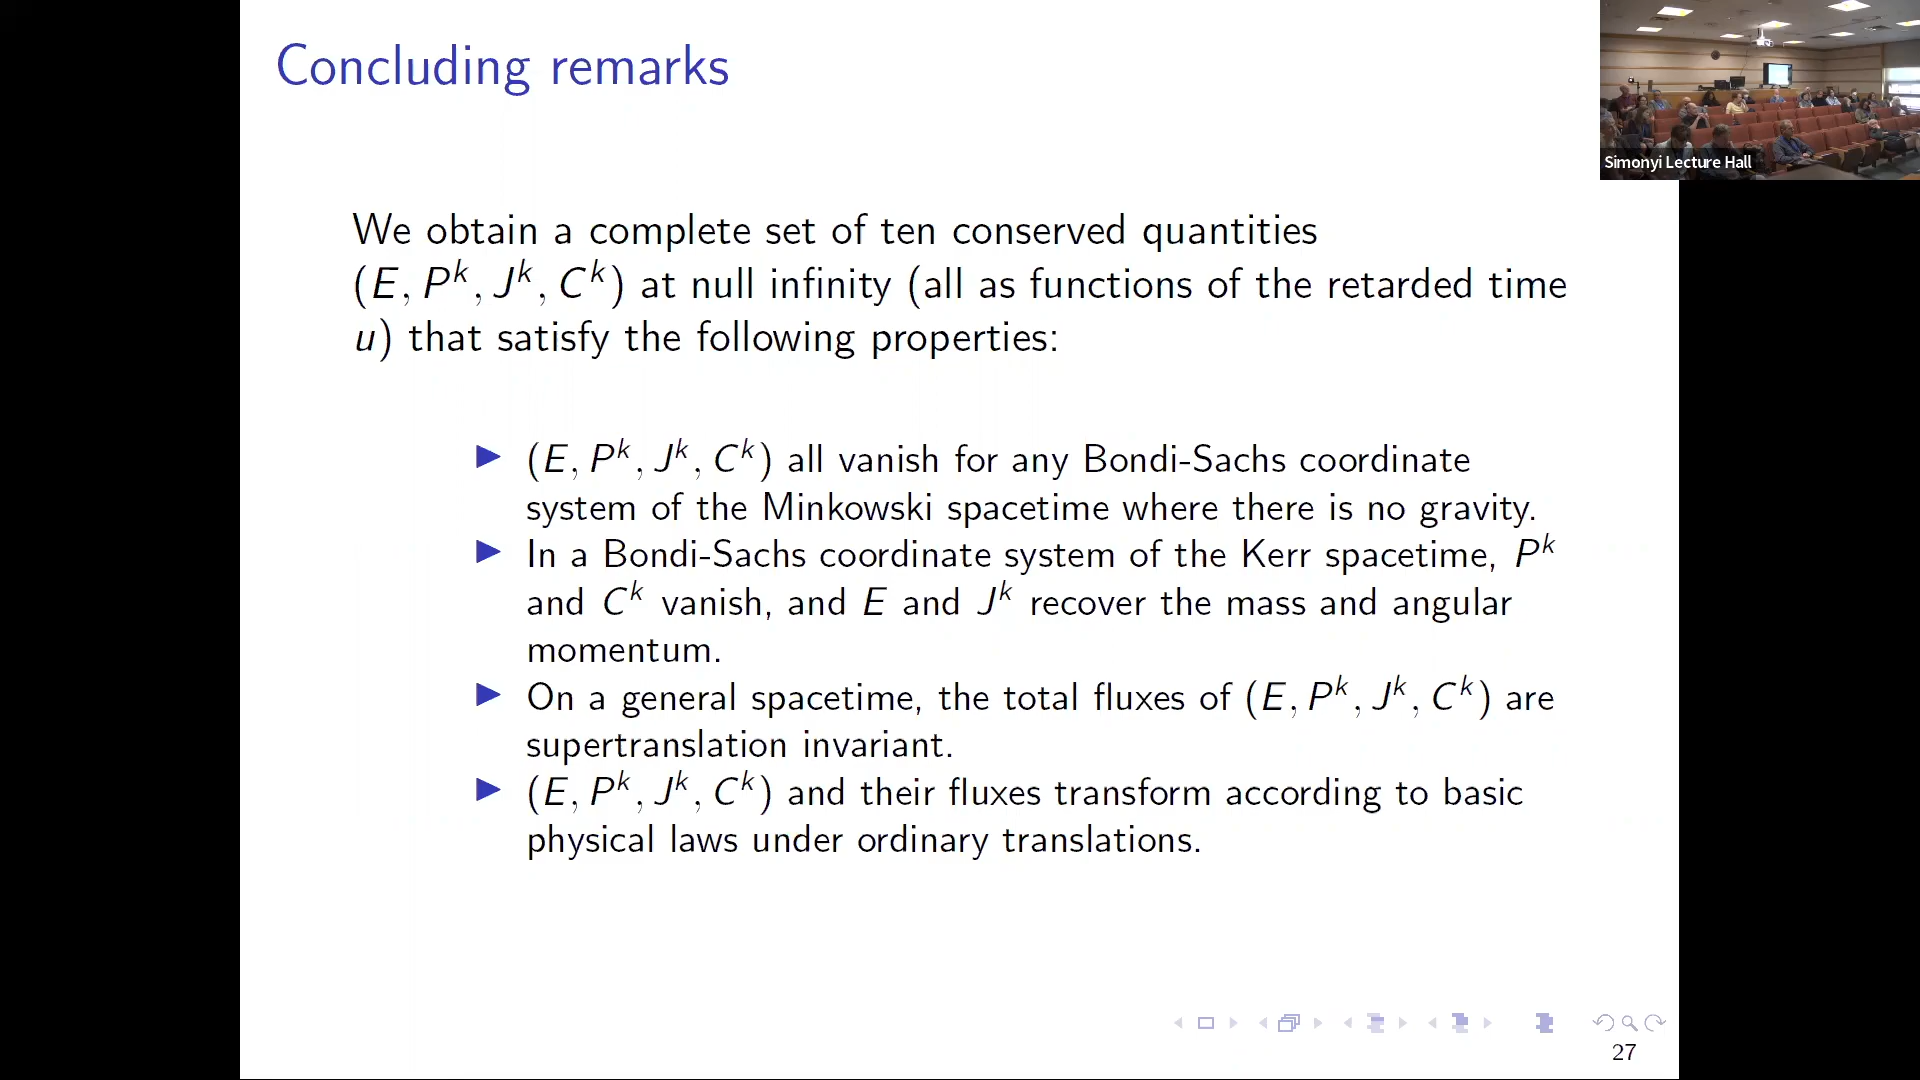 Concluding remarks
Simonyi Lecture Hall
We obtain a complete set of ten conserved quantities
(E, P^k, J^k, C^k) at null infinity (all as functions of the retarded time
u) that satisfy the following properties:
▶ (E, P^k, J^k, C^k) all vanish for any Bondi-Sachs coordinate
system of the Minkowski spacetime where there is no gravity.
▶ In a Bondi-Sachs coordinate system of the Kerr spacetime, P^k
and C^k vanish, and E and J^k recover the mass and angular
momentum.
▶ On a general spacetime, the total fluxes of (E, P^k, J^k, C^k) are
supertranslation invariant.
▶ (E, P^k, J^k, C^k) and their fluxes transform according to basic
physical laws under ordinary translations.
27